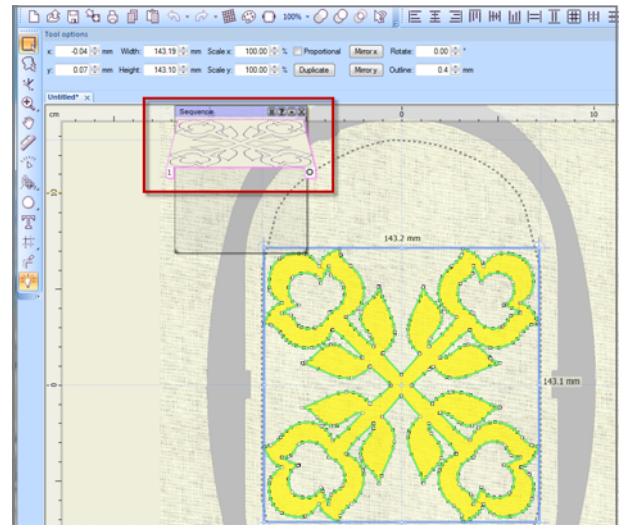 100%
Tool options
x: -0.04 mm Width: 143.19 mm Scale x: 100.00 % Proportional Mirror x Rotate: 0.00 °
y: 0.07 mm Height: 143.10 mm Scale y: 100.00 % Duplicate Mirror y Outline: 0.4 mm
Untitled* x
cm
Sequence
0
10
1
10
143.2 mm
143.1 mm
0